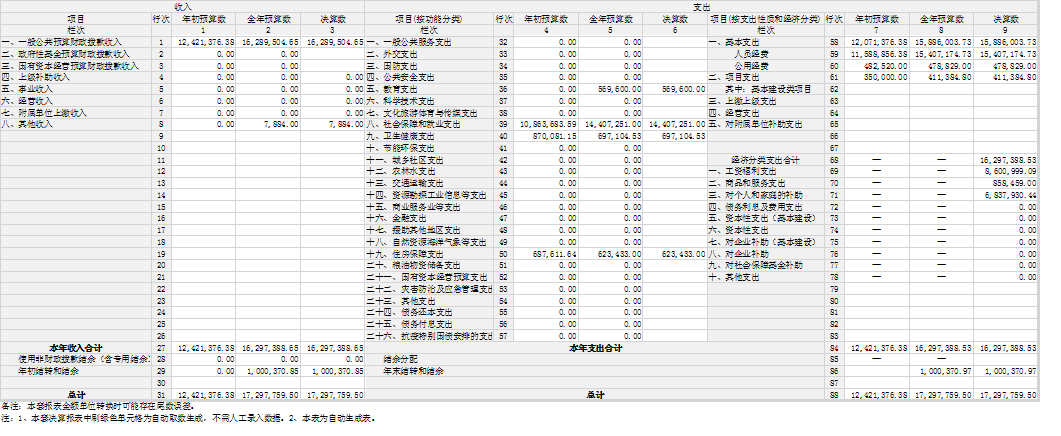 收入 支出
项目 行次 年初预算数 全年预算数 决算数 项目(按功能分类) 行次 年初预算数 全年预算数 决算数 项目(按支出性质和经济分类) 行次 年初预算数 全年预算数 决算数
栏次 1 2 3 栏次 4 5 6 栏次 7 8 9
一、一般公共预算财政拨款收入 1 12,421,376.38 16,289,504.65 16,289,504.65 一、一般公共服务支出 32 0.00 0.00 一、基本支出 58 12,071,376.38 15,886,003.73 15,886,003.73
二、政府性基金预算财政拨款收入 2 0.00 0.00 二、外交支出 33 0.00 0.00 人员经费 59 11,588,856.38 15,407,174.73 15,407,174.73
三、国有资本经营预算财政拨款收入 3 0.00 0.00 三、国防支出 34 0.00 0.00 公用经费 60 482,520.00 478,829.00 478,829.00
四、上级补助收入 4 0.00 0.00 0.00 四、公共安全支出 35 0.00 0.00 二、项目支出 61 350,000.00 411,384.80 411,384.80
五、事业收入 5 0.00 0.00 0.00 五、教育支出 36 0.00 569,600.00 569,600.00 其中：基本建设类项目 62
六、经营收入 6 0.00 0.00 0.00 六、科学技术支出 37 0.00 0.00 三、上缴上级支出 63
七、附属单位上缴收入 7 0.00 0.00 0.00 七、文化旅游体育与传媒支出 38 0.00 0.00 四、经营支出 64
八、其他收入 8 0.00 7,884.00 7,884.00 八、社会保障和就业支出 39 10,863,683.59 14,407,251.00 14,407,251.00 五、对附属单位补助支出 65
9 九、卫生健康支出 40 870,081.15 697,104.53 697,104.53 66
10 十、节能环保支出 41 0.00 0.00 67
11 十一、城乡社区支出 42 0.00 0.00 经济分类支出合计 68 — — 16,297,388.53
12 十二、农林水支出 43 0.00 0.00 一、工资福利支出 69 — — 8,600,999.09
13 十三、交通运输支出 44 0.00 0.00 二、商品和服务支出 70 — — 858,459.00
14 十四、资源勘探工业信息等支出 45 0.00 0.00 三、对个人和家庭的补助 71 — — 6,837,930.44
15 十五、商业服务业等支出 46 0.00 0.00 四、债务利息及费用支出 72 — — 0.00
16 十六、金融支出 47 0.00 0.00 五、资本性支出（基本建设） 73 — — 0.00
17 十七、援助其他地区支出 48 0.00 0.00 六、资本性支出 74 — — 0.00
18 十八、自然资源海洋气象等支出 49 0.00 0.00 七、对企业补助（基本建设） 75 — — 0.00
19 十九、住房保障支出 50 687,611.64 623,433.00 623,433.00 八、对企业补助 76 — — 0.00
20 二十、粮油物资储备支出 51 0.00 0.00 九、对社会保障基金补助 77 — — 0.00
21 二十一、国有资本经营预算支出 52 0.00 0.00 十、其他支出 78 — — 0.00
22 二十二、灾害防治及应急管理支出 53 0.00 0.00 79
23 二十三、其他支出 54 0.00 0.00 80
24 二十四、债务还本支出 55 0.00 0.00 81
25 二十五、债务付息支出 56 0.00 0.00 82
26 二十六、抗疫特别国债安排的支出 57 0.00 0.00 83
本年收入合计 27 12,421,376.38 16,297,388.65 16,297,388.65 本年支出合计 84 12,421,376.38 16,297,388.53 16,297,388.53
使用非财政拨款结余（含专用结余） 28 0.00 0.00 0.00 结余分配 85 — —
年初结转和结余 29 0.00 1,000,370.85 1,000,370.85 年末结转和结余 86 1,000,370.97 1,000,370.97
30 87
总计 31 12,421,376.38 17,297,759.50 17,297,759.50 总计 88 12,421,376.38 17,297,759.50 17,297,759.50
备注：本套报表金额单位转换时可能存在尾数误差。
注：1、本套决算报表中刷绿色单元格为自动取数生成，不需人工录入数据。2、本表为自动生成表。